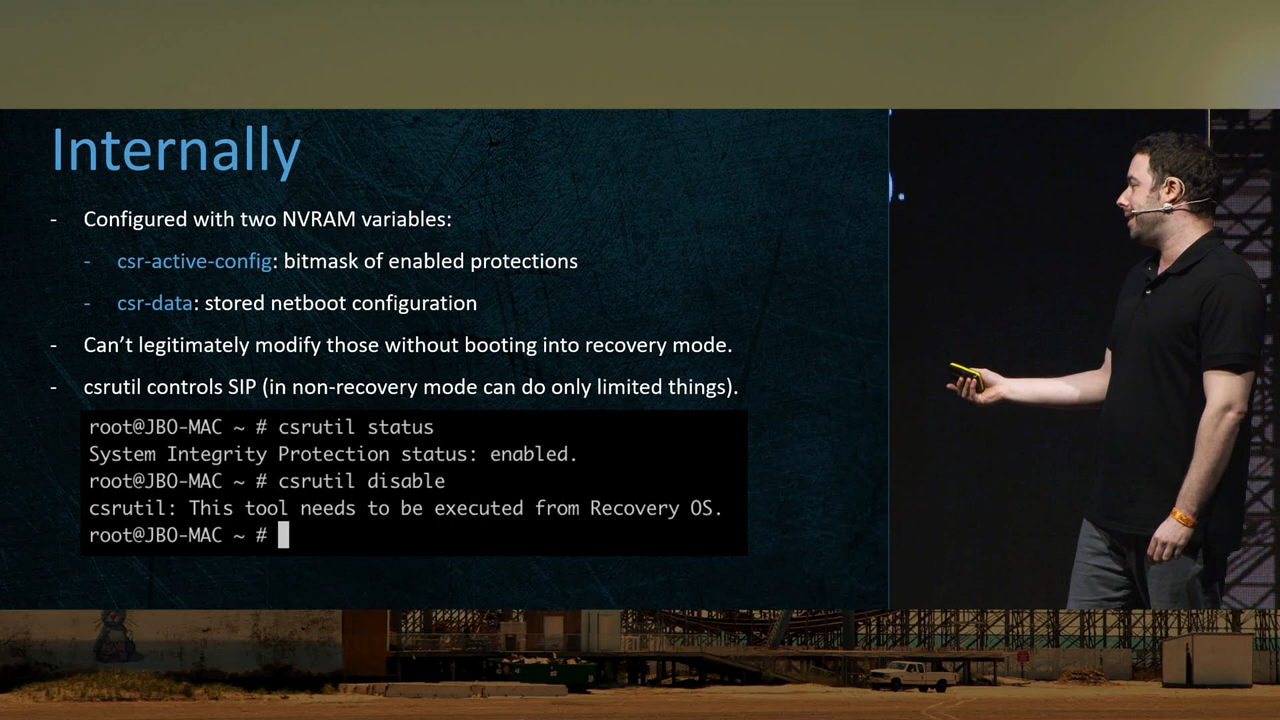 Internally
- Configured with two NVRAM variables:
- csr-active-config: bitmask of enabled protections
- csr-data: stored netboot configuration
- Can’t legitimately modify those without booting into recovery mode.
- csrutil controls SIP (in non-recovery mode can do only limited things).
root@JBO-MAC ~ # csrutil status
System Integrity Protection status: enabled.
root@JBO-MAC ~ # csrutil disable
csrutil: This tool needs to be executed from Recovery OS.
root@JBO-MAC ~ #